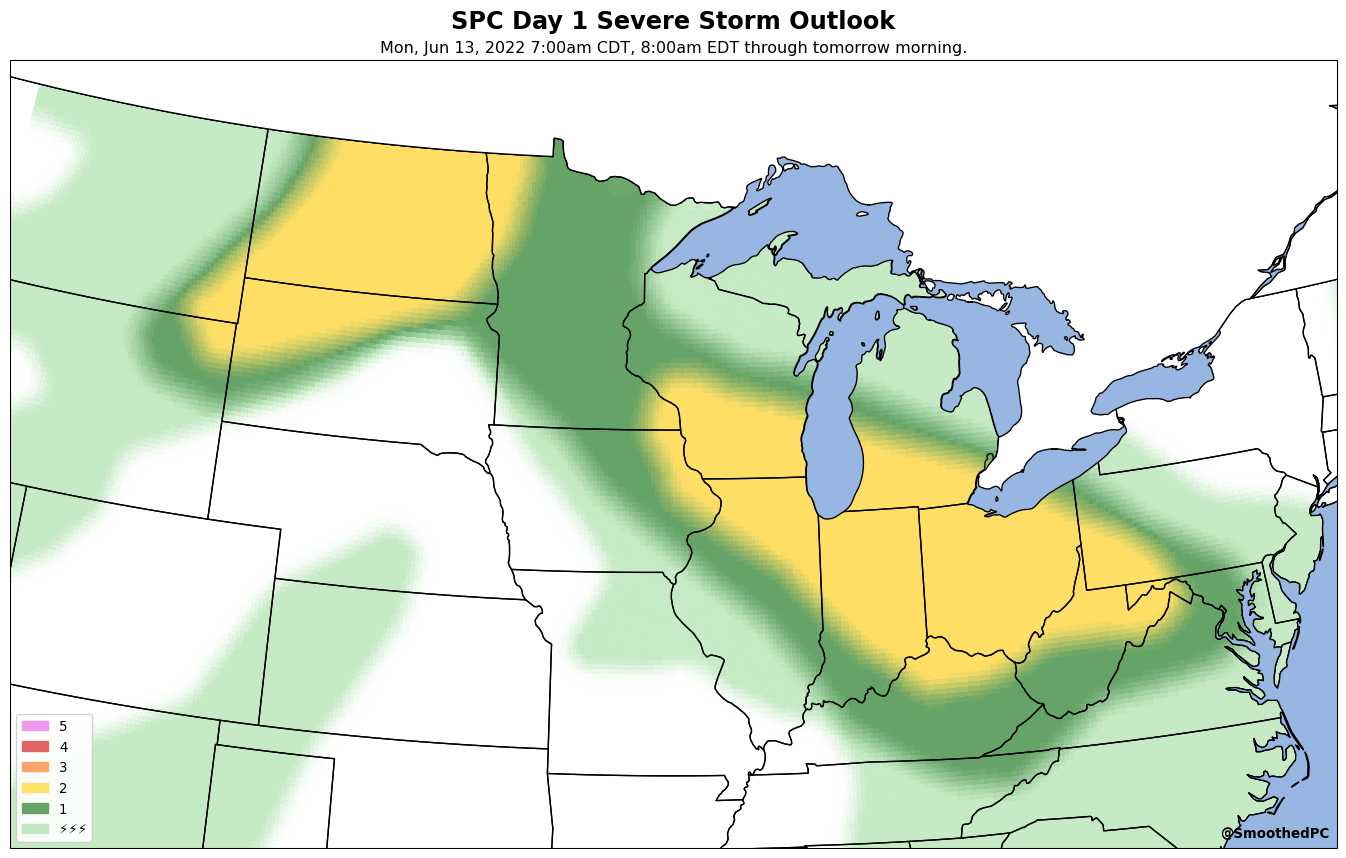 SPC Day 1 Severe Storm Outlook
Mon, Jun 13, 2022 7:00am CDT, 8:00am EDT through tomorrow morning.
5
4
3
2
1
⚡⚡⚡
@SmoothedPC